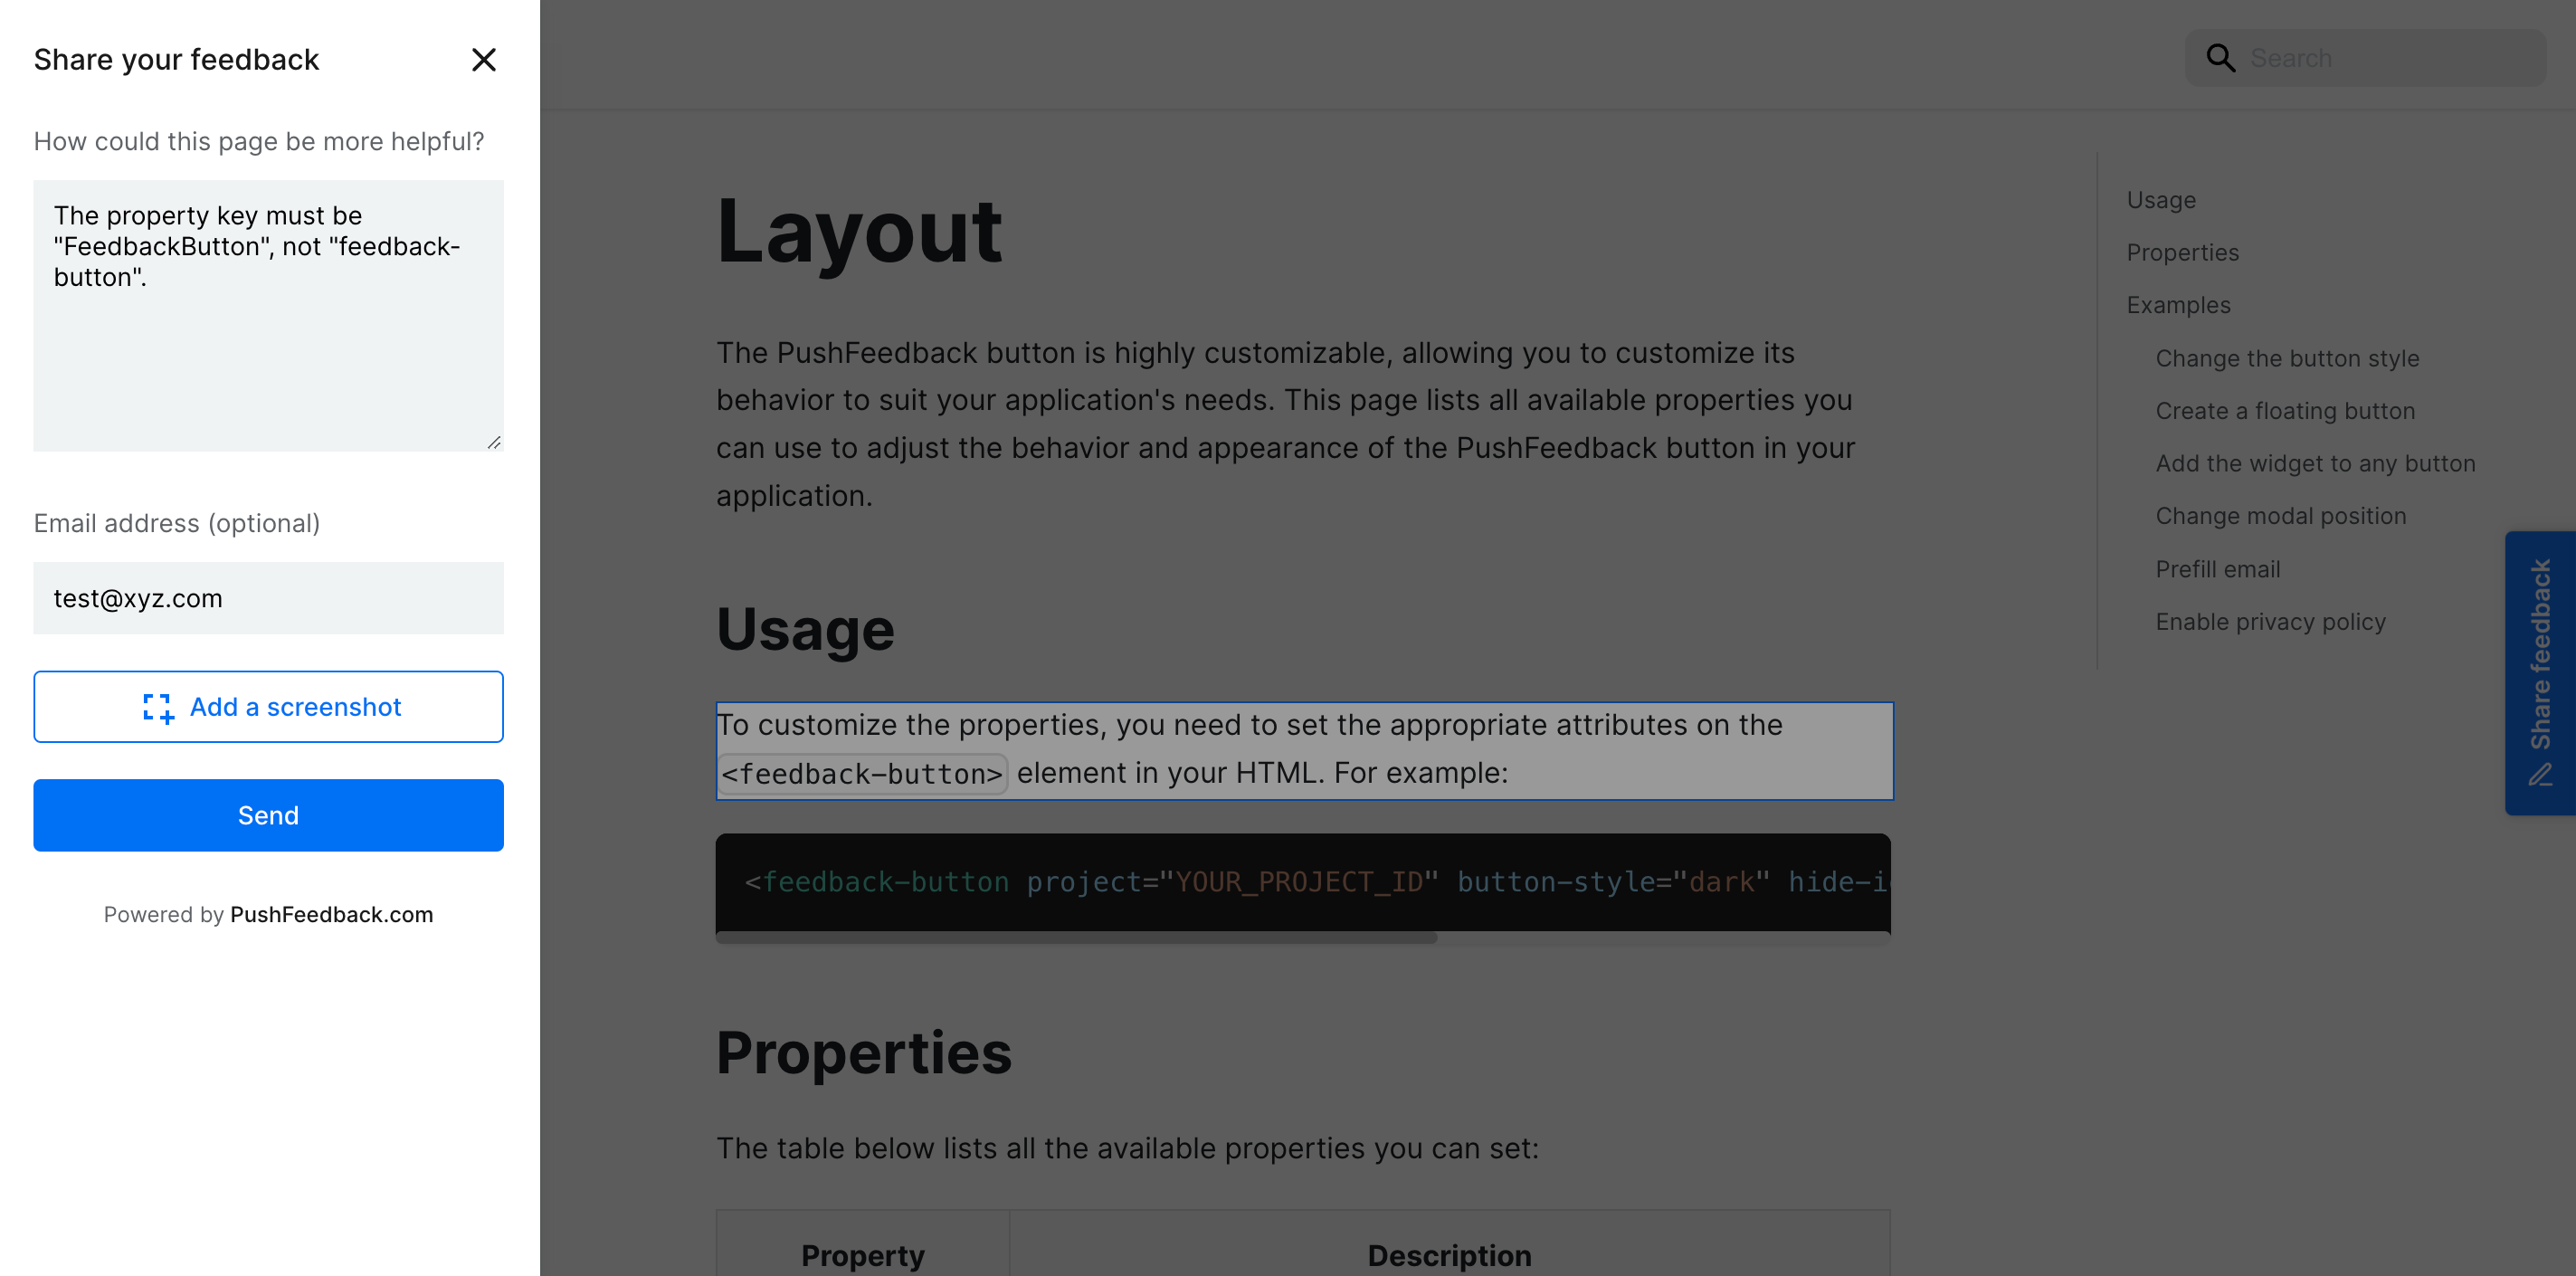 Share your feedback
How could this page be more helpful?
The property key must be
"FeedbackButton", not "feedback-
button".
Email address (optional)
test@xyz.com
Add a screenshot
Send
Powered by PushFeedback.com
Search
Layout
The PushFeedback button is highly customizable, allowing you to customize its
behavior to suit your application's needs. This page lists all available properties you
can use to adjust the behavior and appearance of the PushFeedback button in your
application.
Usage
To customize the properties, you need to set the appropriate attributes on the
<feedback-button> element in your HTML. For example:
<feedback-button project="YOUR_PROJECT_ID" button-style="dark" hide-i
Properties
The table below lists all the available properties you can set:
Property
Description
Usage
Properties
Examples
Change the button style
Create a floating button
Add the widget to any button
Change modal position
Prefill email
Enable privacy policy
Share feedback